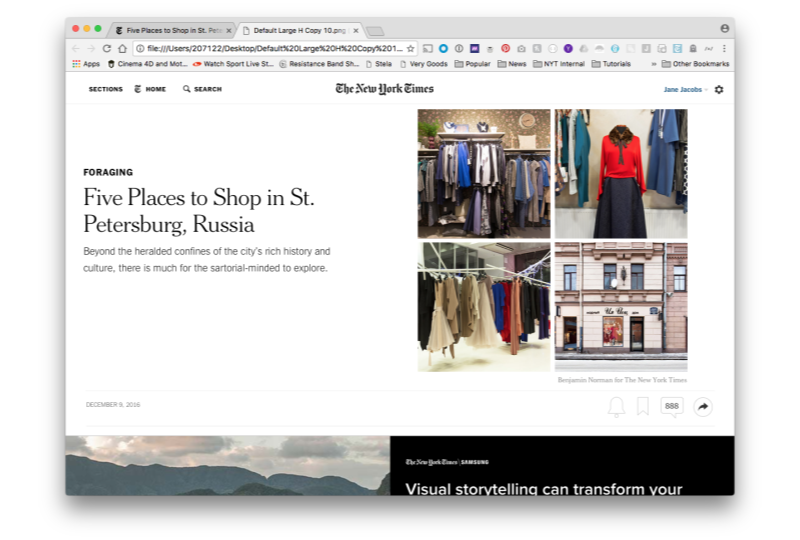 Five Places to Shop in St. Pete
Default Large H Copy 10.png
file:///Users/207122/Desktop/Default%20Large%20H%20Copy%201...
Apps
Cinema 4D and Mot...
Watch Sport Live St...
Resistance Band Sh...
Stela
Very Goods
Popular
News
NYT Internal
Tutorials
»
Other Bookmarks
SECTIONS
HOME
SEARCH
The New York Times
Jane Jacobs
FORAGING
Five Places to Shop in St.
Petersburg, Russia
Beyond the heralded confines of the city's rich history and
culture, there is much for the sartorial-minded to explore.
Benjamin Norman for The New York Times
DECEMBER 9, 2016
888
The New York Times | SAMSUNG
Visual storytelling can transform your